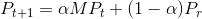 P_{t+1} = αMP_t + (1 − α)P_r